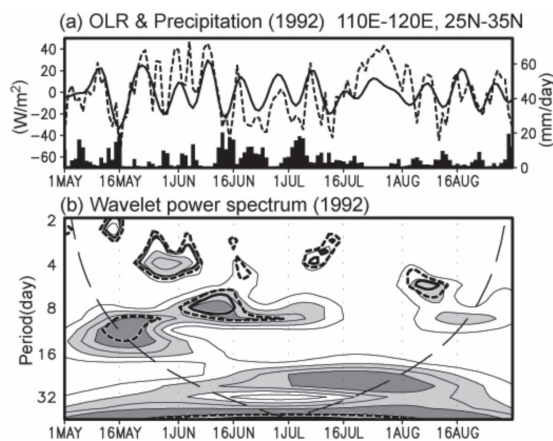 (a) OLR & Precipitation (1992) 110E-120E, 25N-35N
40
20
0
-20
-40
-60
(W/m²)
60
40
20
0
(mm/day)
1MAY 16MAY 1JUN 16JUN 1JUL 16JUL 1AUG 16AUG
(b) Wavelet power spectrum (1992)
2
4
8
16
32
Period(day)
1MAY 16MAY 1JUN 16JUN 1JUL 16JUL 1AUG 16AUG